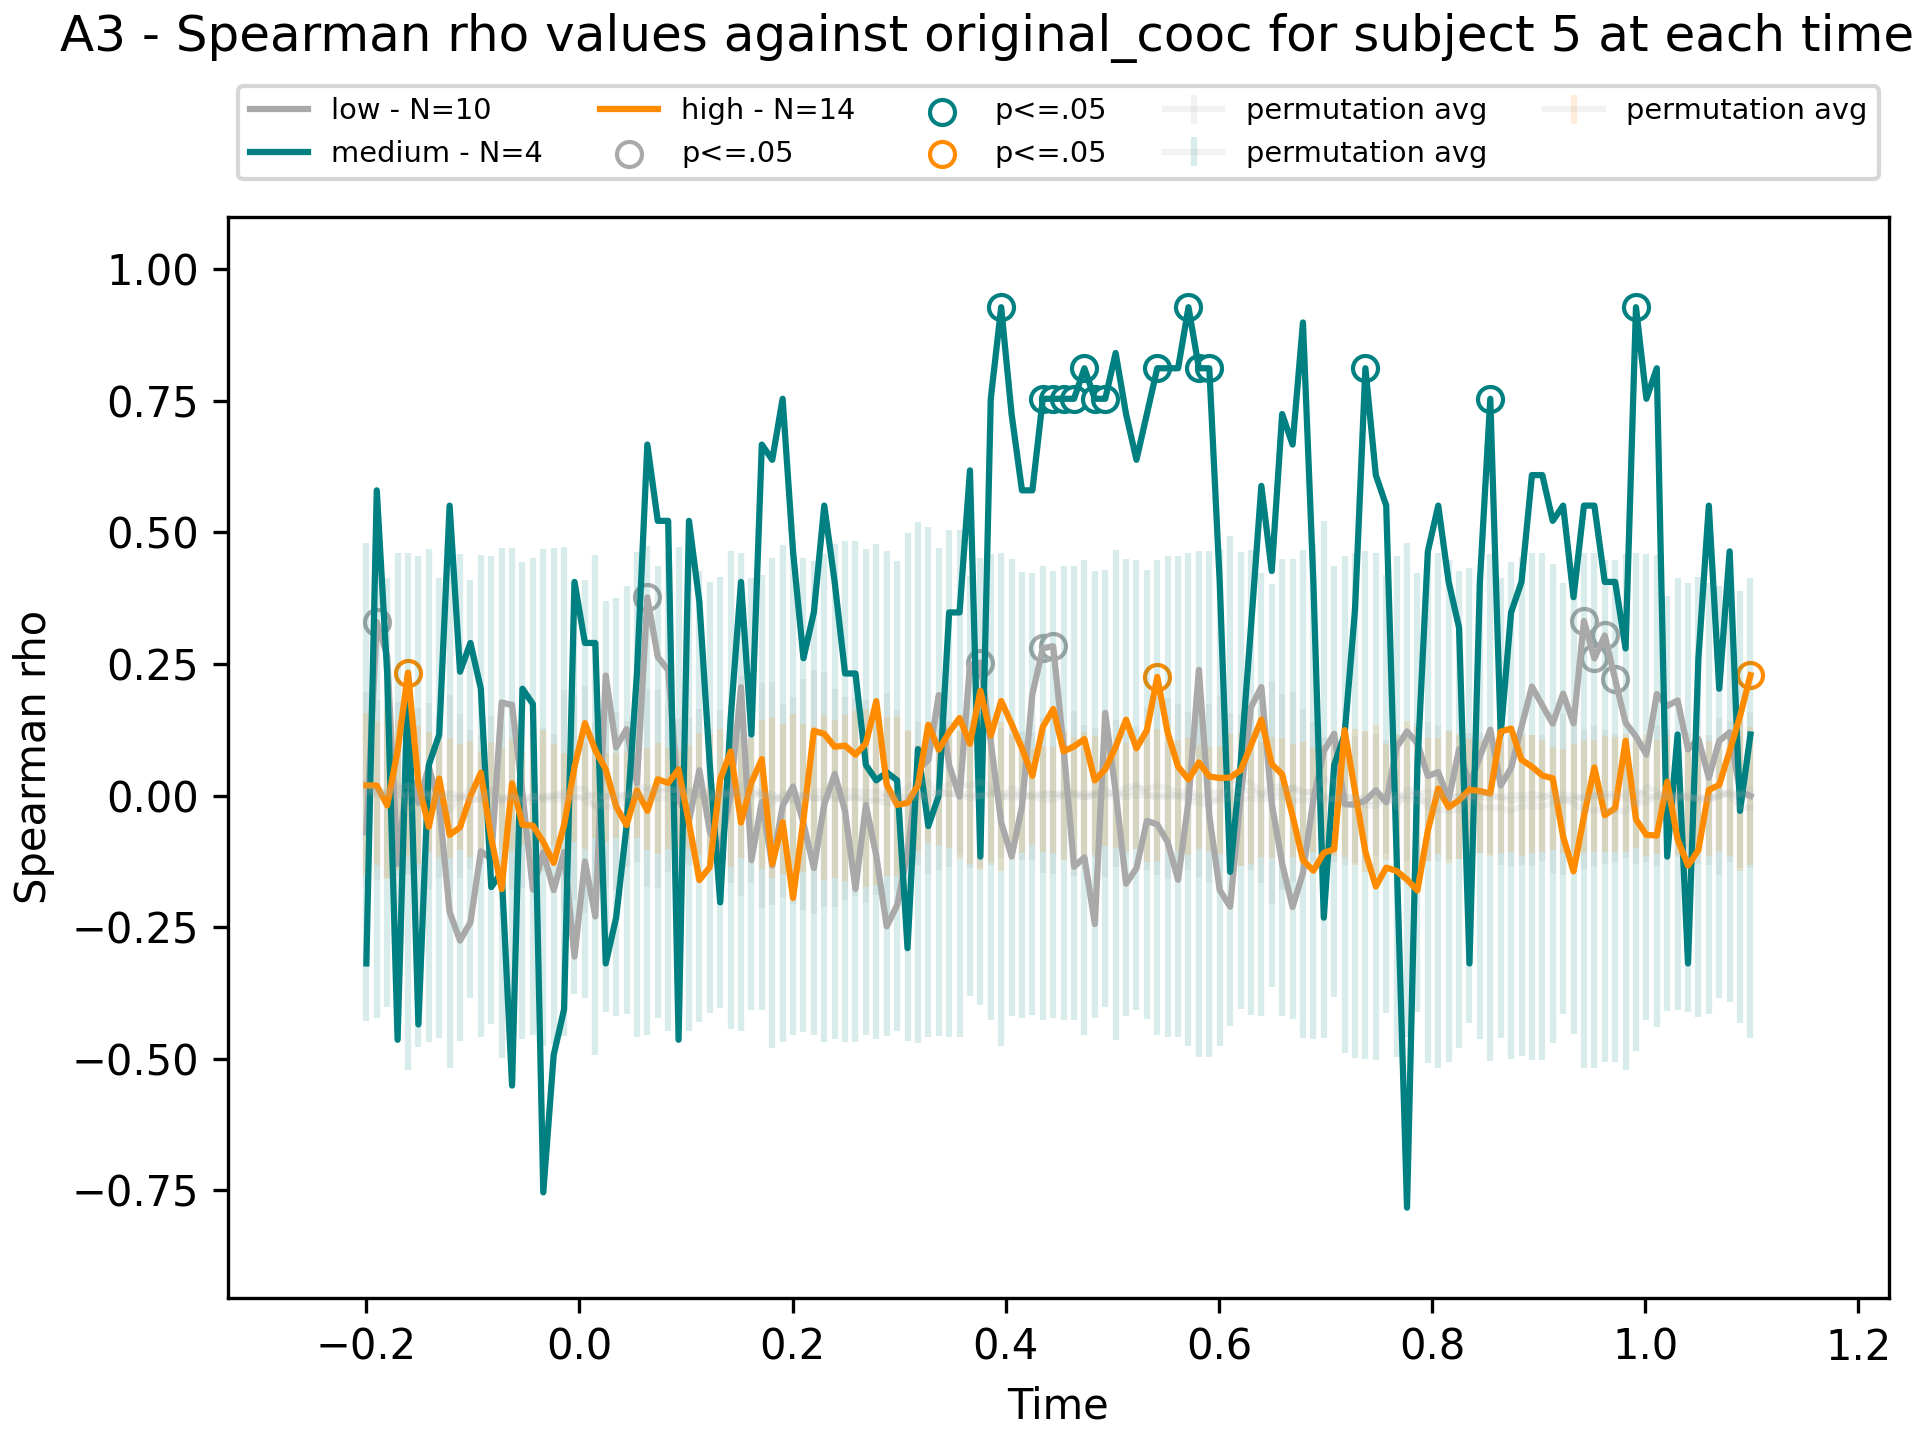 A3 - Spearman rho values against original_cooc for subject 5 at each time
low - N=10
high - N=14
p<=.05
permutation avg
permutation avg
medium - N=4
p<=.05
p<=.05
permutation avg
1.00
0.75
0.50
0.25
0.00
−0.25
−0.50
−0.75
Spearman rho
−0.2 0.0 0.2 0.4 0.6 0.8 1.0 1.2
Time